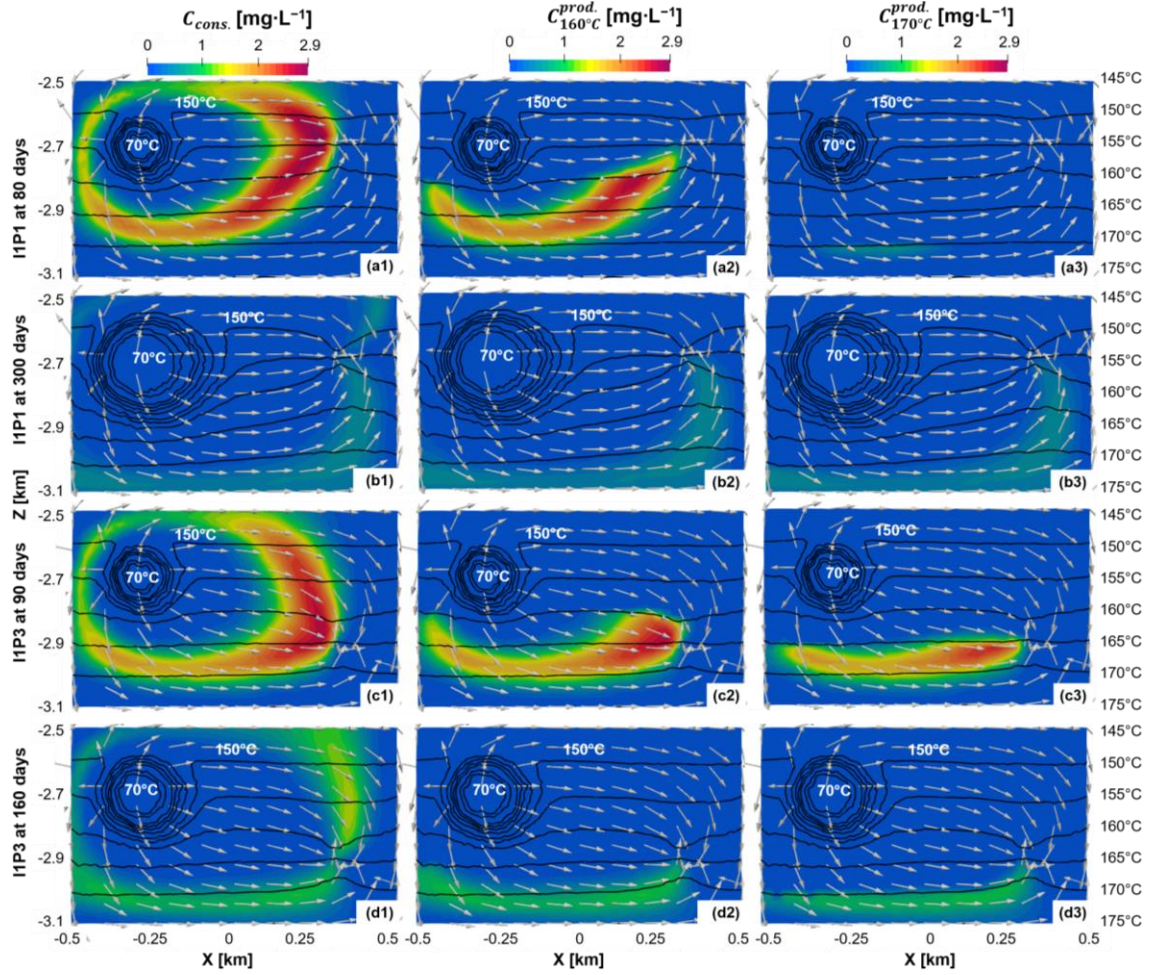 C_cons. [mg·L⁻¹] C^prod._160°C [mg·L⁻¹] C^prod._170°C [mg·L⁻¹]
0 1 2 2.9 0 1 2 2.9 0 1 2 2.9
I1P1 at 80 days
-2.5 -2.7 -2.9 -3.1
150°C 70°C (a1)
150°C 70°C (a2)
150°C 70°C (a3)
145°C 150°C 155°C 160°C 165°C 170°C 175°C
I1P1 at 300 days
-2.5 -2.7 -2.9 -3.1
150°C 70°C (b1)
150°C 70°C (b2)
150°C 70°C (b3)
145°C 150°C 155°C 160°C 165°C 170°C 175°C
Z [km]
I1P3 at 90 days
-2.5 -2.7 -2.9 -3.1
150°C 70°C (c1)
150°C 70°C (c2)
150°C 70°C (c3)
145°C 150°C 155°C 160°C 165°C 170°C 175°C
I1P3 at 160 days
-2.5 -2.7 -2.9 -3.1
150°C 70°C (d1)
150°C 70°C (d2)
150°C 70°C (d3)
145°C 150°C 155°C 160°C 165°C 170°C 175°C
-0.5 -0.25 0 0.25 0.5 -0.25 0 0.25 0.5 -0.25 0 0.25 0.5
X [km] X [km] X [km]